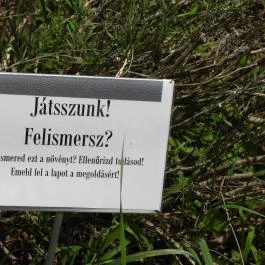 Játsszunk!
Felismersz?
smered ezt a növényt? Ellenőrizd tudásod!
Emeld fel a lapot a megoldásért!